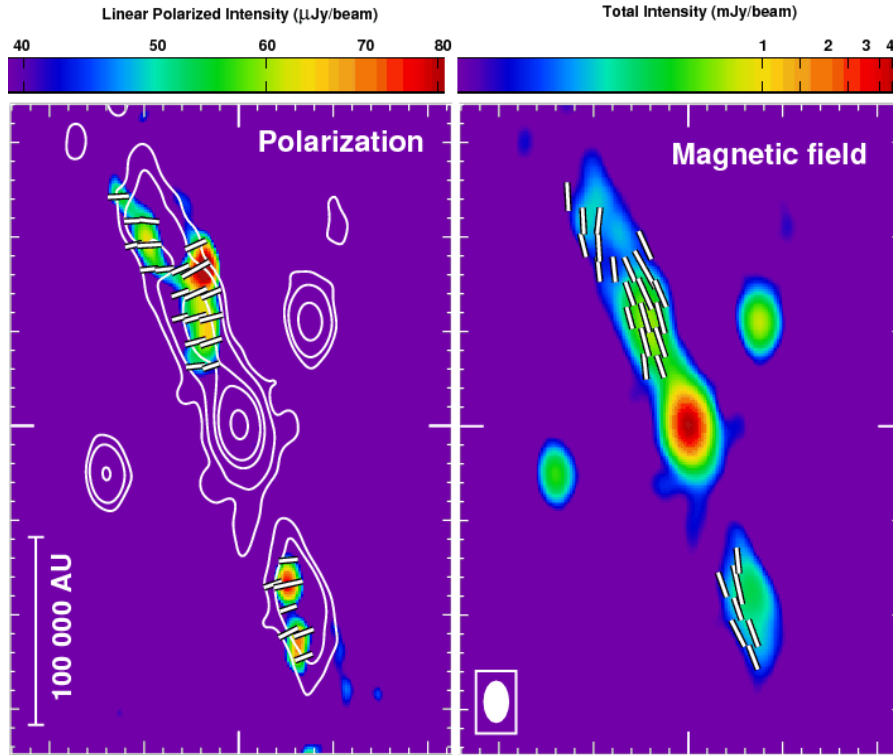 Linear Polarized Intensity (μJy/beam)
40 50 60 70 80
Polarization
100 000 AU
Total Intensity (mJy/beam)
1 2 3 4
Magnetic field